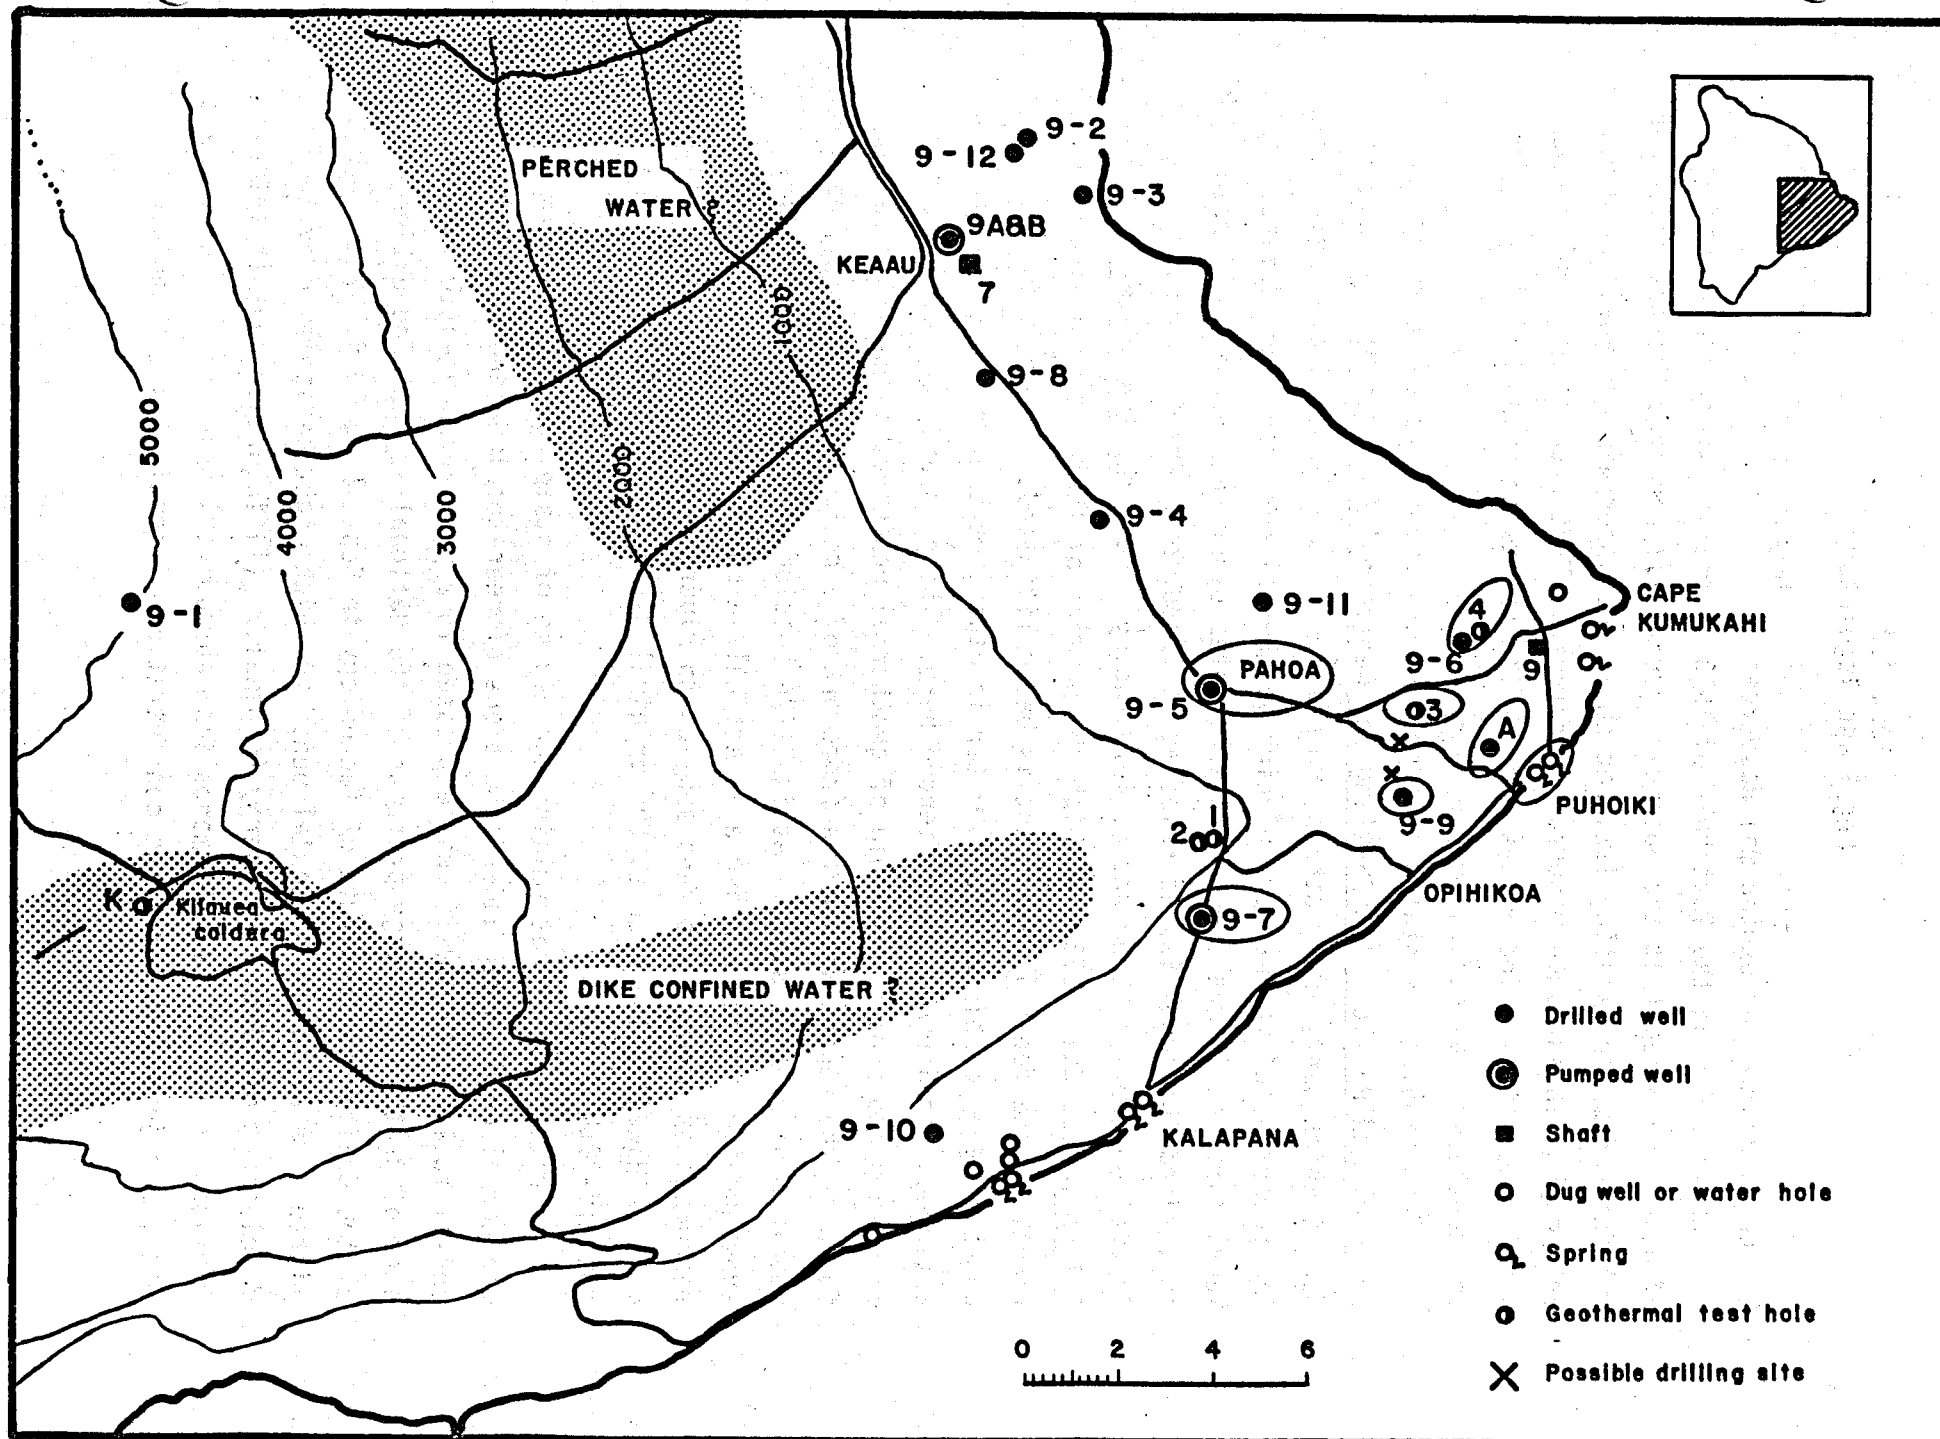 9-2
9-12
PERCHED
WATER ?
9-3
9A&B
KEAAU
7
1000
9-8
5000
2000
4000
3000
9-4
9-1
9-11
4
CAPE
KUMUKAHI
9-6
9
PAHOA
9-5
3
A
PUHOIKI
9-9
2
1
OPIHIKOA
K
Kilauea
caldera
9-7
DIKE CONFINED WATER ?
9-10
KALAPANA
Drilled well
Pumped well
Shaft
Dug well or water hole
Spring
Geothermal test hole
Possible drilling site
0 2 4 6